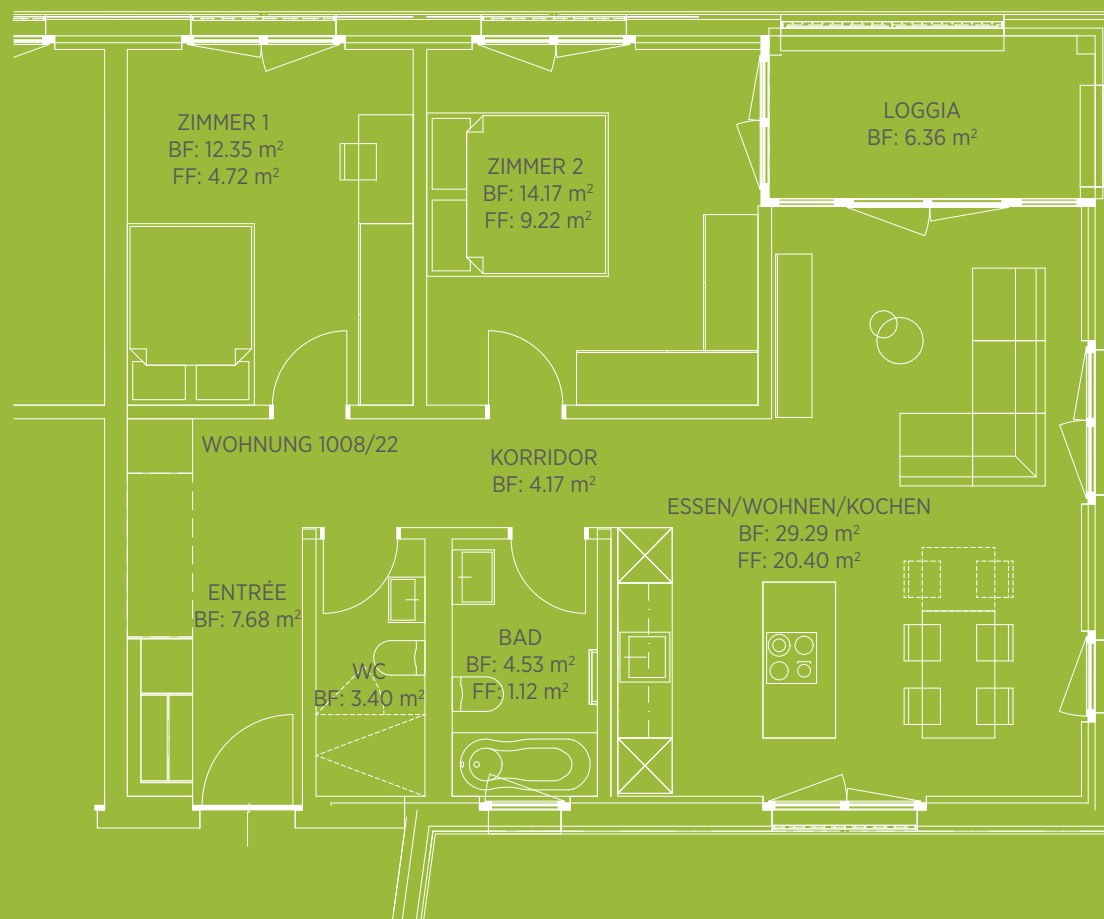 ZIMMER 1
BF: 12.35 m²
FF: 4.72 m²
ZIMMER 2
BF: 14.17 m²
FF: 9.22 m²
LOGGIA
BF: 6.36 m²
WOHNUNG 1008/22
KORRIDOR
BF: 4.17 m²
ESSEN/WOHNEN/KOCHEN
BF: 29.29 m²
FF: 20.40 m²
ENTRÉE
BF: 7.68 m²
WC
BF: 3.40 m²
BAD
BF: 4.53 m²
FF: 1.12 m²